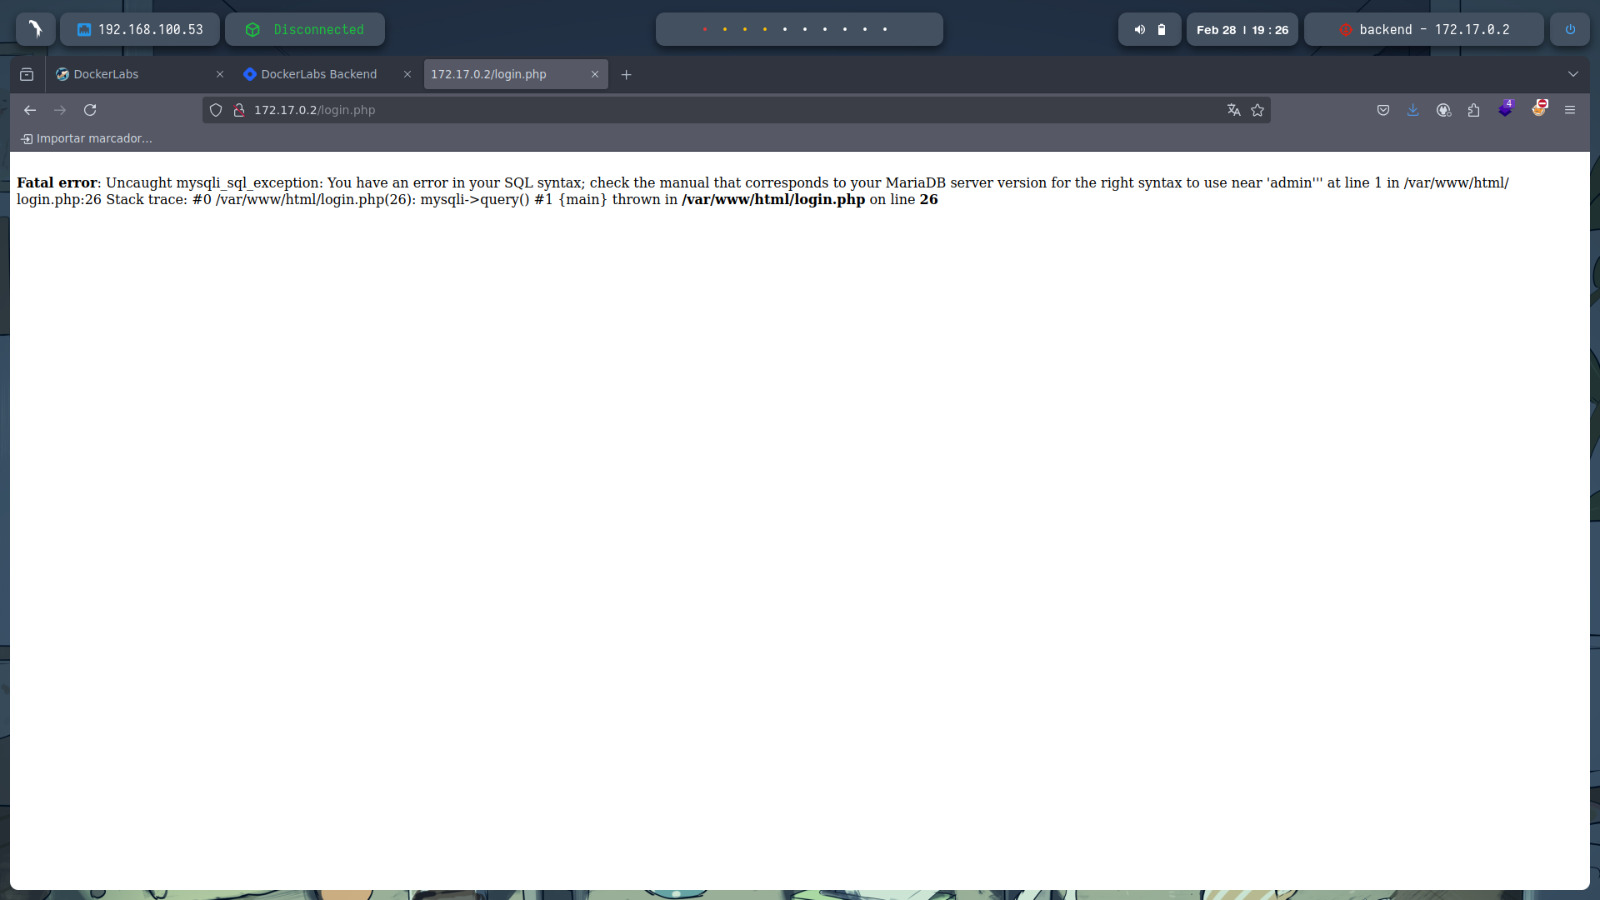 192.168.100.53
Disconnected
Feb 28 | 19 : 26
backend - 172.17.0.2
DockerLabs
DockerLabs Backend
172.17.0.2/login.php
172.17.0.2/login.php
4
Importar marcador...
Fatal error: Uncaught mysqli_sql_exception: You have an error in your SQL syntax; check the manual that corresponds to your MariaDB server version for the right syntax to use near 'admin''' at line 1 in /var/www/html/
login.php:26 Stack trace: #0 /var/www/html/login.php(26): mysqli->query() #1 {main} thrown in /var/www/html/login.php on line 26